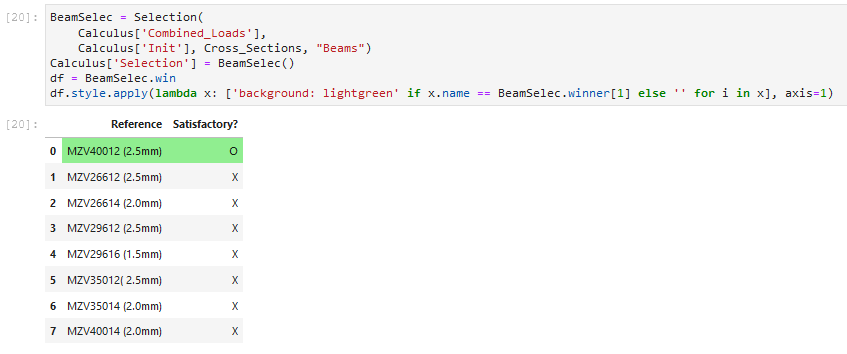 [20]: BeamSelec = Selection(
Calculus['Combined_Loads'],
Calculus['Init'], Cross_Sections, "Beams")
Calculus['Selection'] = BeamSelec()
df = BeamSelec.win
df.style.apply(lambda x: ['background: lightgreen' if x.name == BeamSelec.winner[1] else '' for i in x], axis=1)
[20]: Reference Satisfactory?
0 MZV40012 (2.5mm) O
1 MZV26612 (2.5mm) X
2 MZV26614 (2.0mm) X
3 MZV29612 (2.5mm) X
4 MZV29616 (1.5mm) X
5 MZV35012( 2.5mm) X
6 MZV35014 (2.0mm) X
7 MZV40014 (2.0mm) X